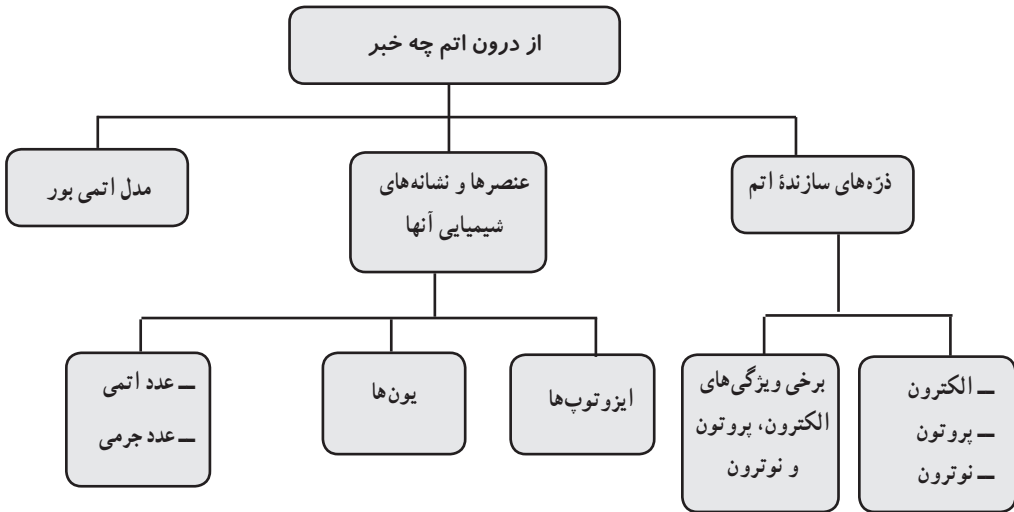 از درون اتم چه خبر
ذرّه‌های سازندهٔ اتم
عنصرها و نشانه‌های
شیمیایی آنها
مدل اتمی بور
ــ الکترون
ــ پروتون
ــ نوترون
برخی ویژگی‌های
الکترون، پروتون
و نوترون
ایزوتوپ‌ها
یون‌ها
ــ عدد اتمی
ــ عدد جرمی